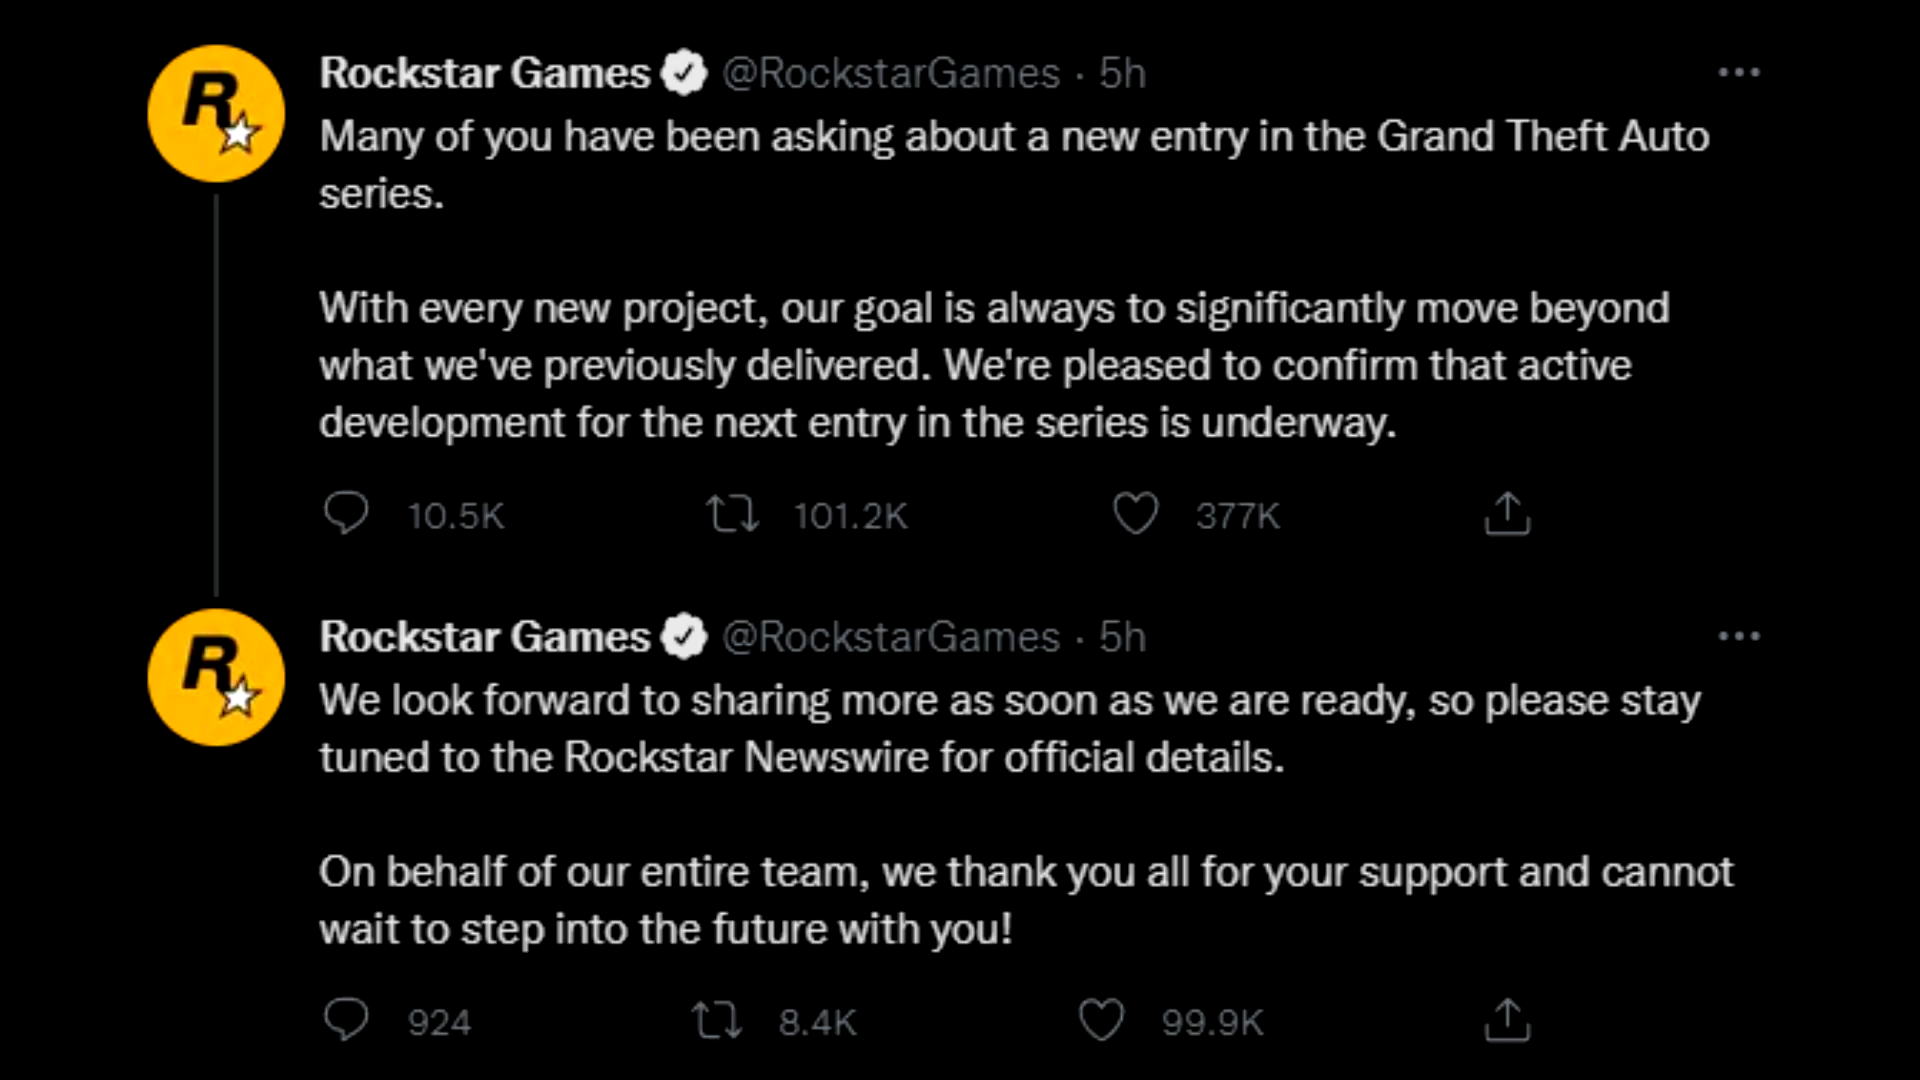 Rockstar Games @RockstarGames · 5h
Many of you have been asking about a new entry in the Grand Theft Auto
series.
With every new project, our goal is always to significantly move beyond
what we've previously delivered. We're pleased to confirm that active
development for the next entry in the series is underway.
10.5K 101.2K 377K
Rockstar Games @RockstarGames · 5h
We look forward to sharing more as soon as we are ready, so please stay
tuned to the Rockstar Newswire for official details.
On behalf of our entire team, we thank you all for your support and cannot
wait to step into the future with you!
924 8.4K 99.9K